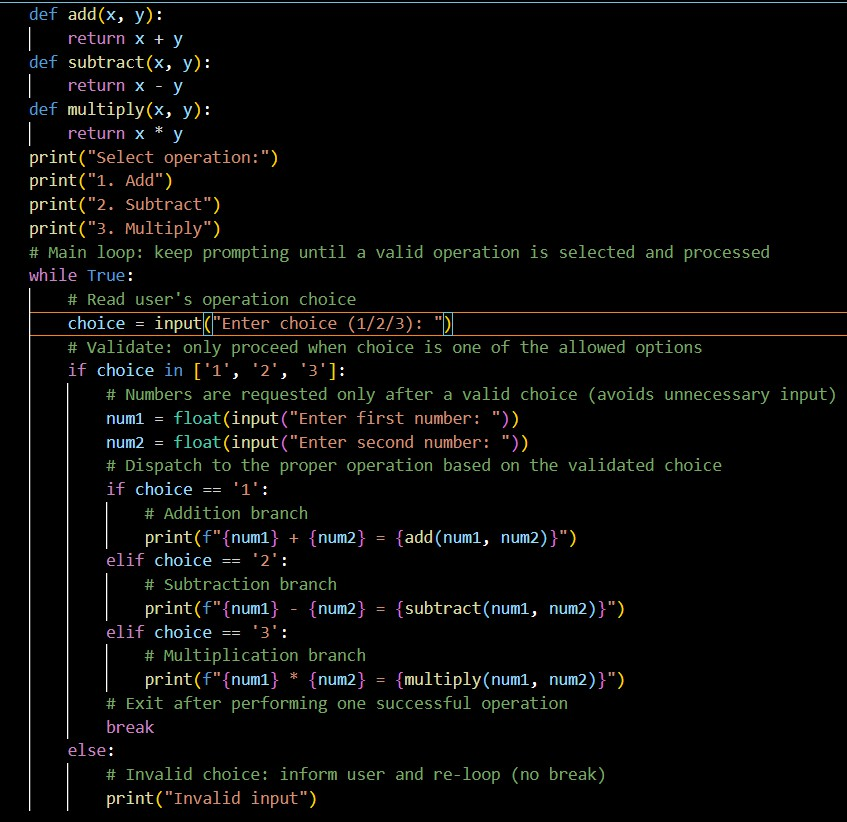 def add(x, y):
    return x + y
def subtract(x, y):
    return x - y
def multiply(x, y):
    return x * y
print("Select operation:")
print("1. Add")
print("2. Subtract")
print("3. Multiply")
# Main loop: keep prompting until a valid operation is selected and processed
while True:
    # Read user's operation choice
    choice = input("Enter choice (1/2/3): ")
    # Validate: only proceed when choice is one of the allowed options
    if choice in ['1', '2', '3']:
        # Numbers are requested only after a valid choice (avoids unnecessary input)
        num1 = float(input("Enter first number: "))
        num2 = float(input("Enter second number: "))
        # Dispatch to the proper operation based on the validated choice
        if choice == '1':
            # Addition branch
            print(f"{num1} + {num2} = {add(num1, num2)}")
        elif choice == '2':
            # Subtraction branch
            print(f"{num1} - {num2} = {subtract(num1, num2)}")
        elif choice == '3':
            # Multiplication branch
            print(f"{num1} * {num2} = {multiply(num1, num2)}")
        # Exit after performing one successful operation
        break
    else:
        # Invalid choice: inform user and re-loop (no break)
        print("Invalid input")